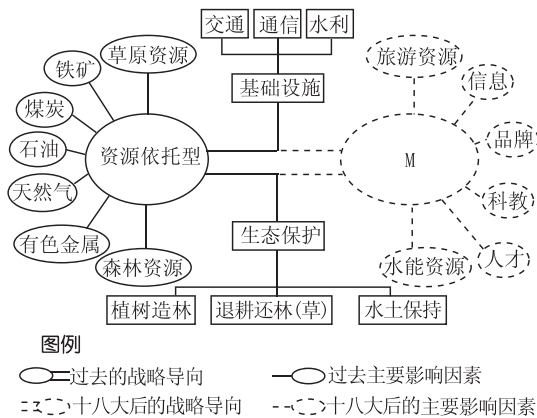 交通 通信 水利
草原资源 旅游资源
铁矿 基础设施 信息
煤炭
石油 资源依托型 M 品牌
天然气 科教
有色金属 生态保护 人才
森林资源 水能资源
植树造林 退耕还林(草) 水土保持
图例
过去的战略导向 过去主要影响因素
十八大后的战略导向 十八大后的主要影响因素